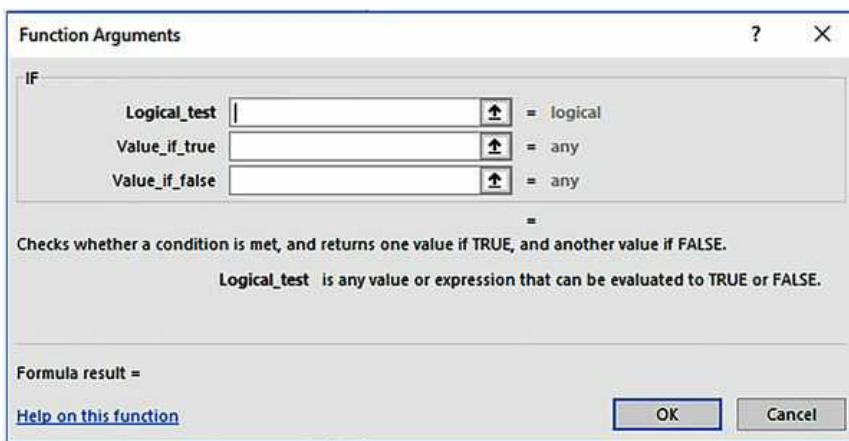 Function Arguments ? ×
IF
Logical_test = logical
Value_if_true = any
Value_if_false = any
=
Checks whether a condition is met, and returns one value if TRUE, and another value if FALSE.
Logical_test is any value or expression that can be evaluated to TRUE or FALSE.
Formula result =
Help on this function OK Cancel